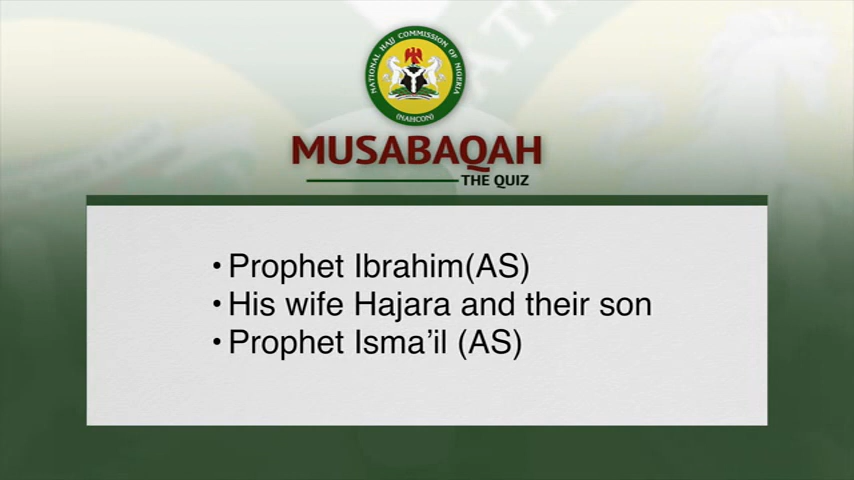 NATIONAL HAJJ COMMISSION OF NIGERIA
(NAHCON)
MUSABAQAH
THE QUIZ
• Prophet Ibrahim(AS)
• His wife Hajara and their son
• Prophet Isma’il (AS)